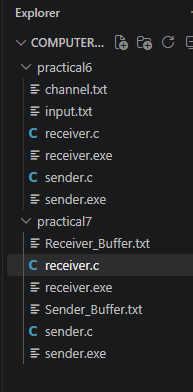 Explorer
COMPUTER...
practical6
channel.txt
input.txt
C receiver.c
receiver.exe
C sender.c
sender.exe
practical7
Receiver_Buffer.txt
C receiver.c
receiver.exe
Sender_Buffer.txt
C sender.c
sender.exe